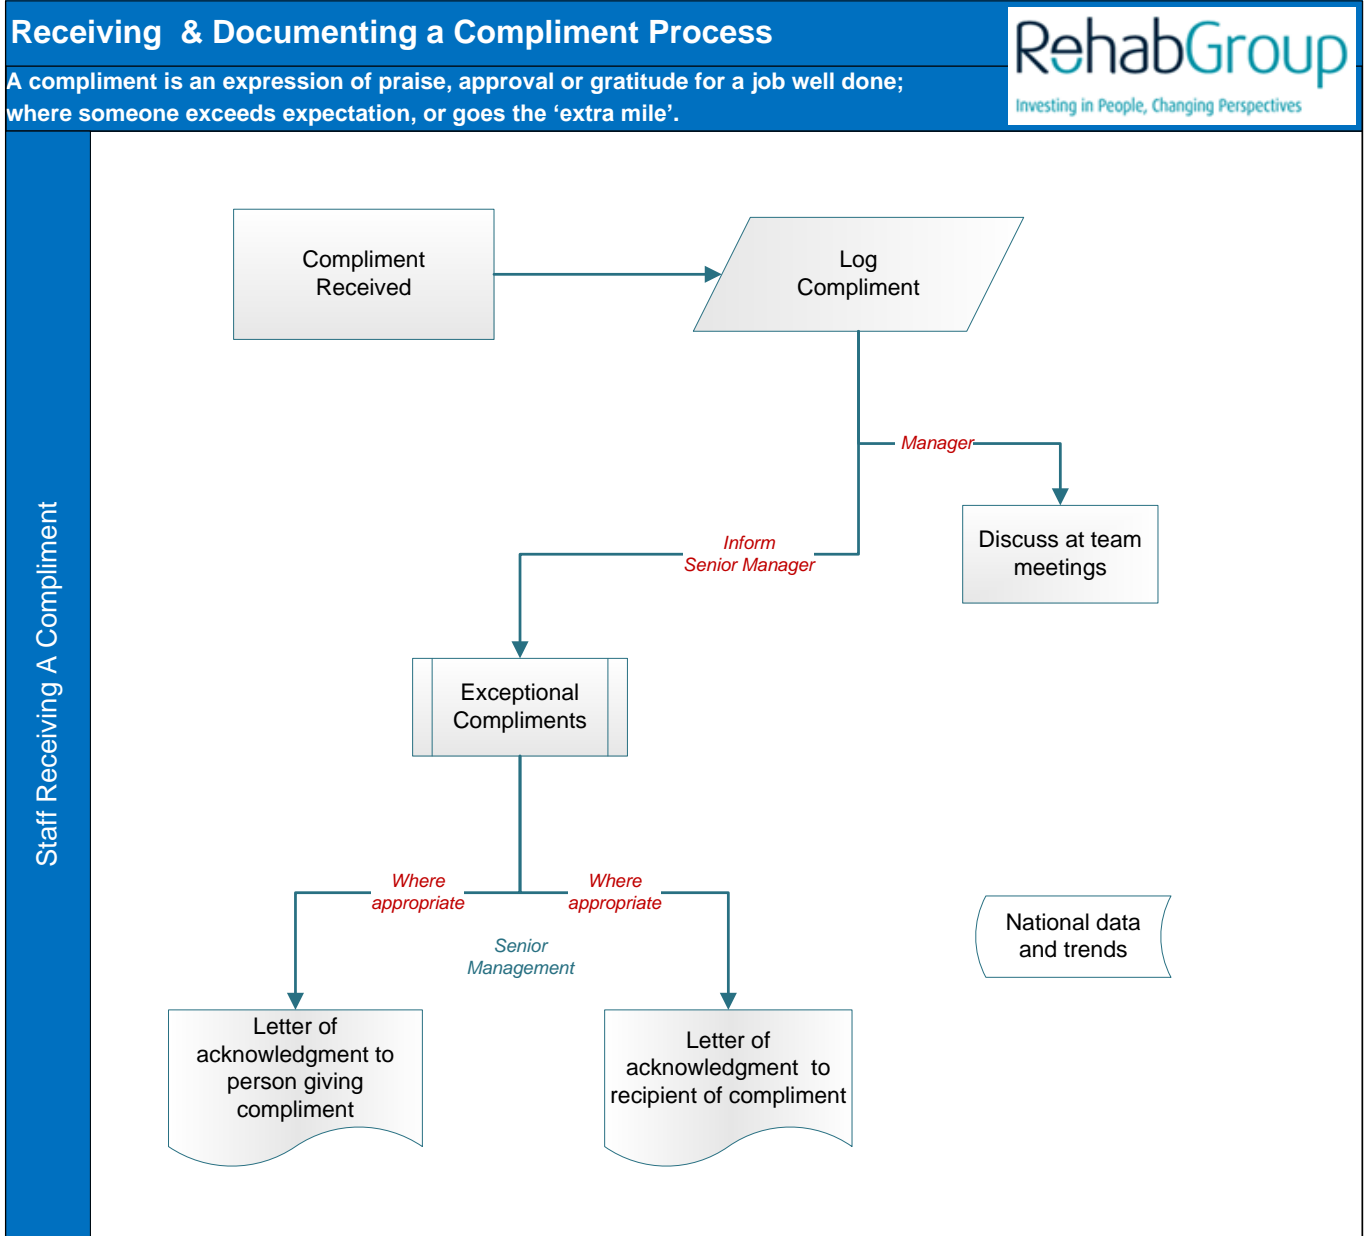 Receiving  & Documenting a Compliment Process
RehabGroup
Investing in People, Changing Perspectives
A compliment is an expression of praise, approval or gratitude for a job well done;
where someone exceeds expectation, or goes the ‘extra mile’.
Staff Receiving A Compliment
Compliment
Received
Log
Compliment
Manager
Discuss at team
meetings
Inform
Senior Manager
Exceptional
Compliments
Where
appropriate
Where
appropriate
Senior
Management
National data
and trends
Letter of
acknowledgment to
person giving
compliment
Letter of
acknowledgment  to
recipient of compliment